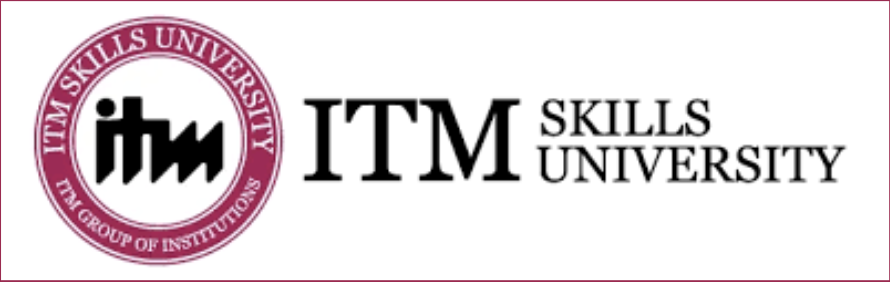 ITM SKILLS UNIVERSITY
itm
ITM GROUP OF INSTITUTIONS
ITM
SKILLS
UNIVERSITY